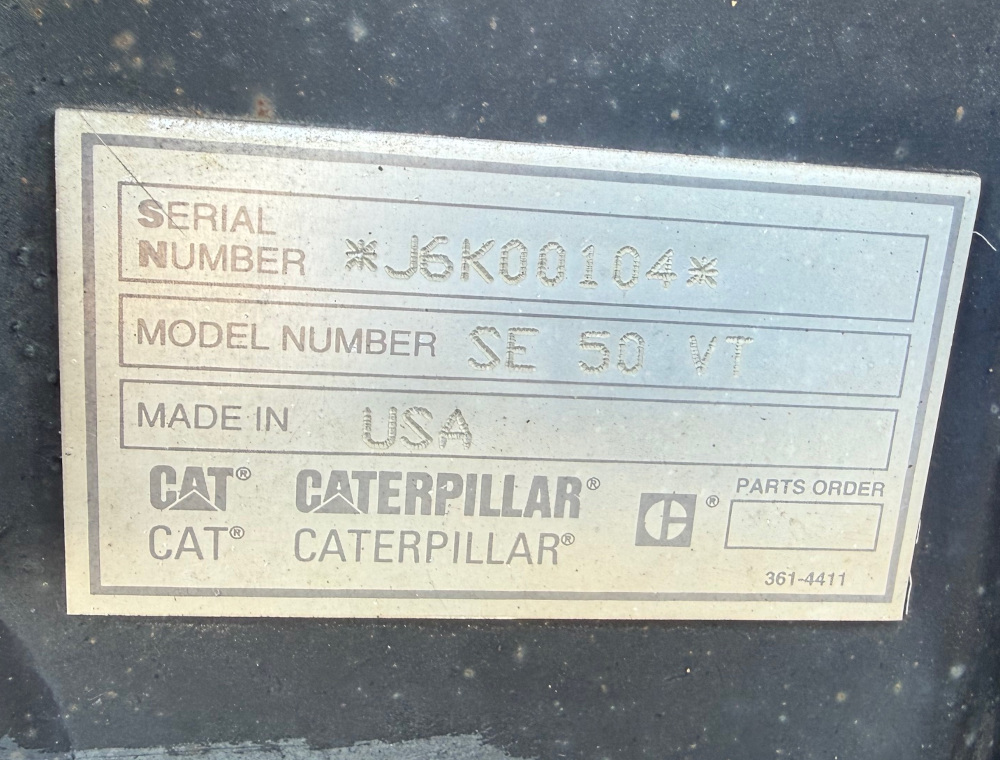 SERIAL
NUMBER *J6K00104*
MODEL NUMBER SE 50 VT
MADE IN USA
CAT® CATERPILLAR® ® PARTS ORDER
CAT® CATERPILLAR®
361-4411